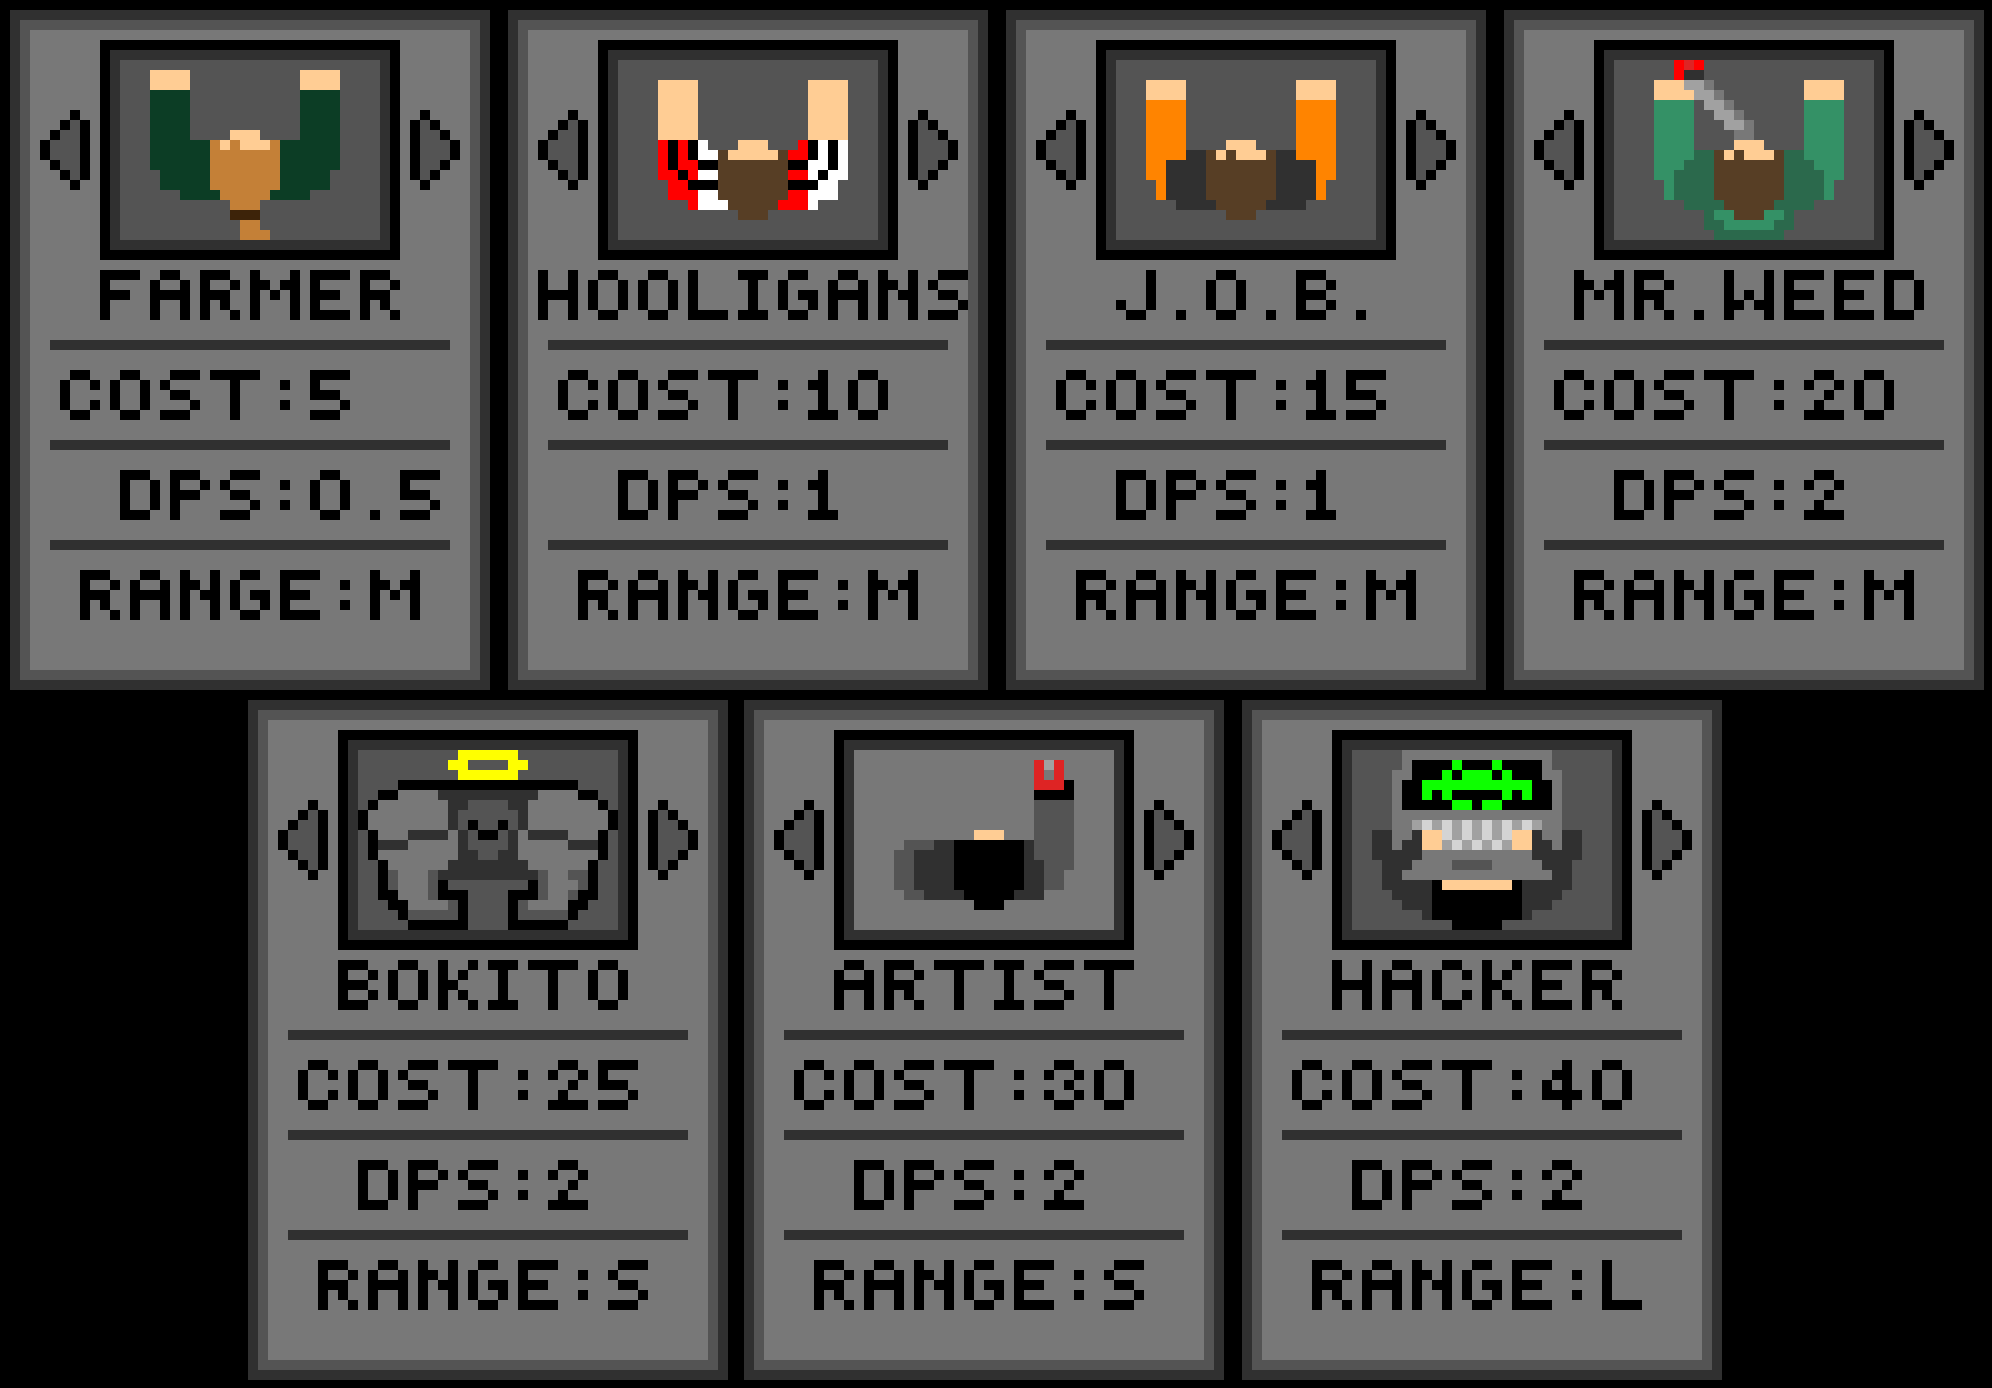 FARMER
COST:5
DPS:0.5
RANGE:M
HOOLIGANS
COST:10
DPS:1
RANGE:M
J.O.B.
COST:15
DPS:1
RANGE:M
MR.WEED
COST:20
DPS:2
RANGE:M
BOKITO
COST:25
DPS:2
RANGE:S
ARTIST
COST:30
DPS:2
RANGE:S
HACKER
COST:40
DPS:2
RANGE:L